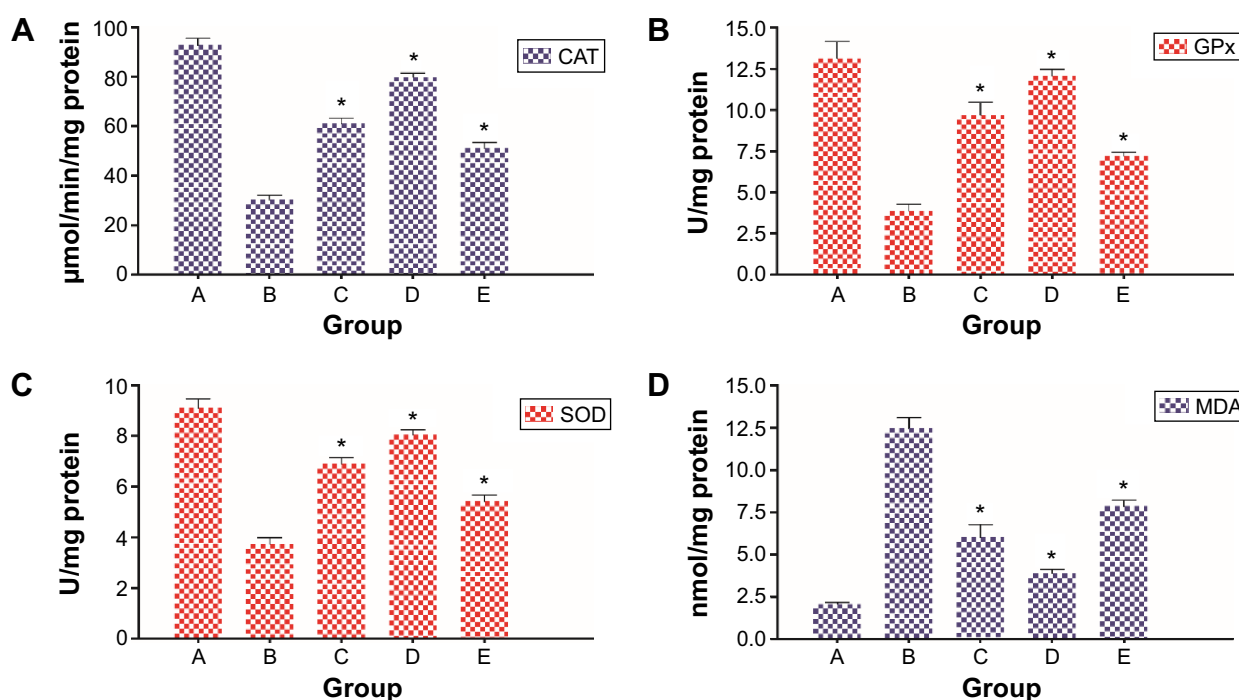 A
μmol/min/mg protein
100
80
60
40
20
0
CAT
*
*
*
A B C D E
Group
B
U/mg protein
15.0
12.5
10.0
7.5
5.0
2.5
0.0
GPx
*
*
*
A B C D E
Group
C
U/mg protein
10
8
6
4
2
0
SOD
*
*
*
A B C D E
Group
D
nmol/mg protein
15.0
12.5
10.0
7.5
5.0
2.5
0.0
MDA
*
*
*
A B C D E
Group